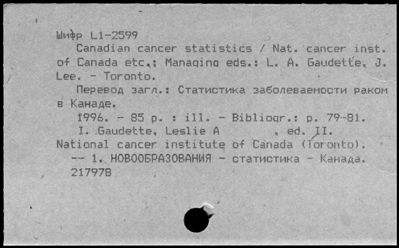 Шифр L1-2599
Canadian cancer statistics / Nat. cancer inst.
of Canada etc.; Managing eds.: L. A. Gaudette, J.
Lee. - Toronto.
Перевод загл.: Статистика заболеваемости раком
в Канаде.
1996. - 85 p. : ill. - Bibliogr.: p. 79-81.
I. Gaudette, Leslie A , ed. II.
National cancer institute of Canada (Toronto).
-- 1. НОВООБРАЗОВАНИЯ - статистика - Канада.
217978